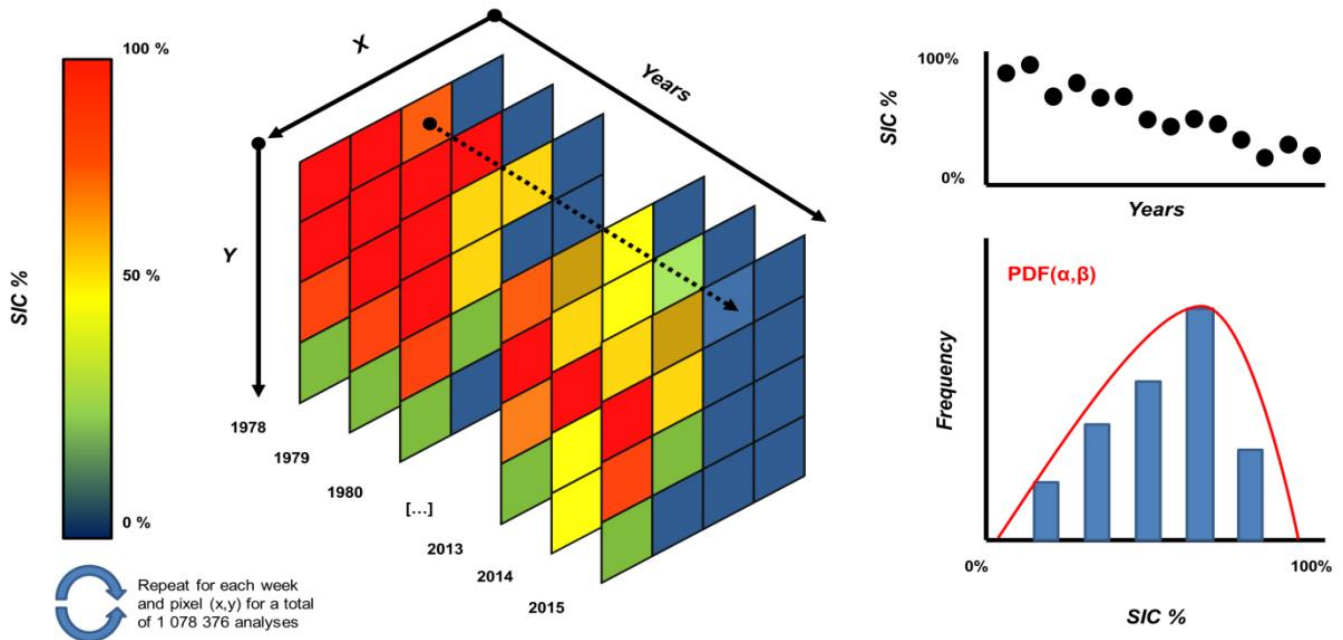 100 %
50 %
0 %
SIC %
X
Years
Y
1978
1979
1980
[...]
2013
2014
2015
Repeat for each week
and pixel (x,y) for a total
of 1 078 376 analyses
100%
SIC %
0%
Years
PDF(α,β)
Frequency
0%
100%
SIC %